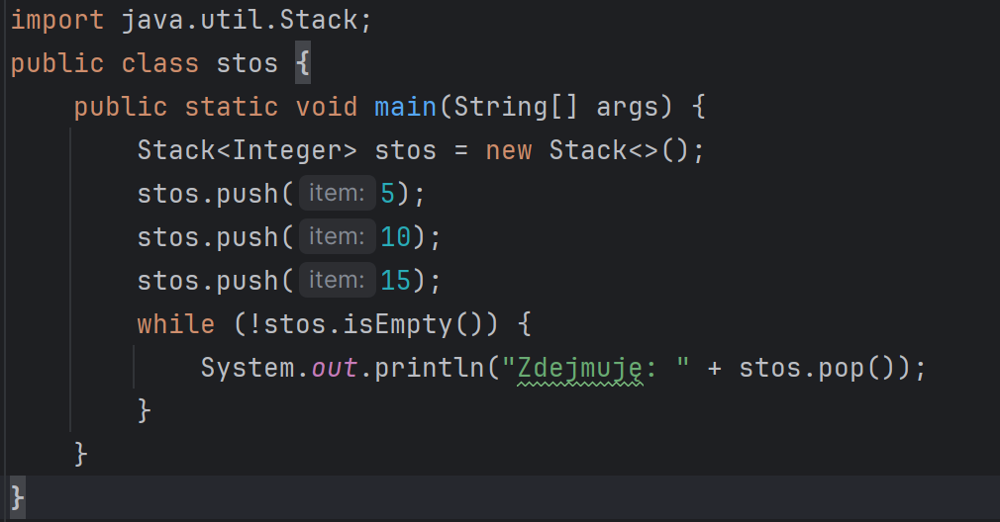 import java.util.Stack;
public class stos {
    public static void main(String[] args) {
        Stack<Integer> stos = new Stack<>();
        stos.push( item: 5);
        stos.push( item: 10);
        stos.push( item: 15);
        while (!stos.isEmpty()) {
            System.out.println("Zdejmuję: " + stos.pop());
        }
    }
}